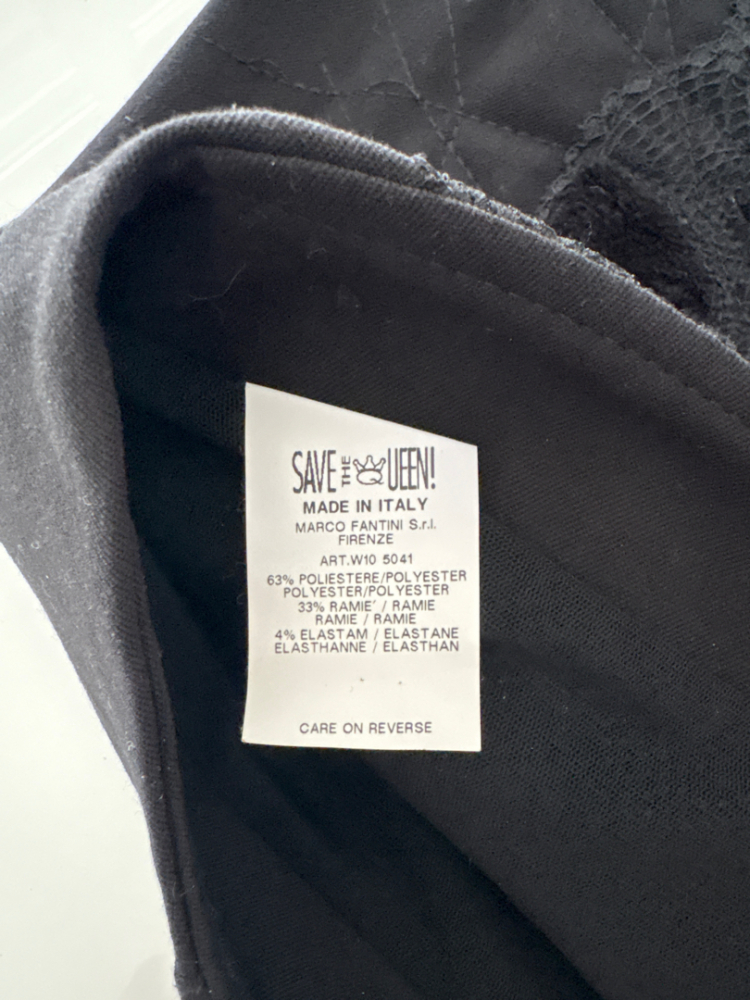 SAVE THE QUEEN!
MADE IN ITALY
MARCO FANTINI S.r.l.
FIRENZE
ART.W10 5041
63% POLIESTERE/POLYESTER
POLYESTER/POLYESTER
33% RAMIE' / RAMIE
RAMIE / RAMIE
4% ELASTAM / ELASTANE
ELASTHANNE / ELASTHAN
CARE ON REVERSE